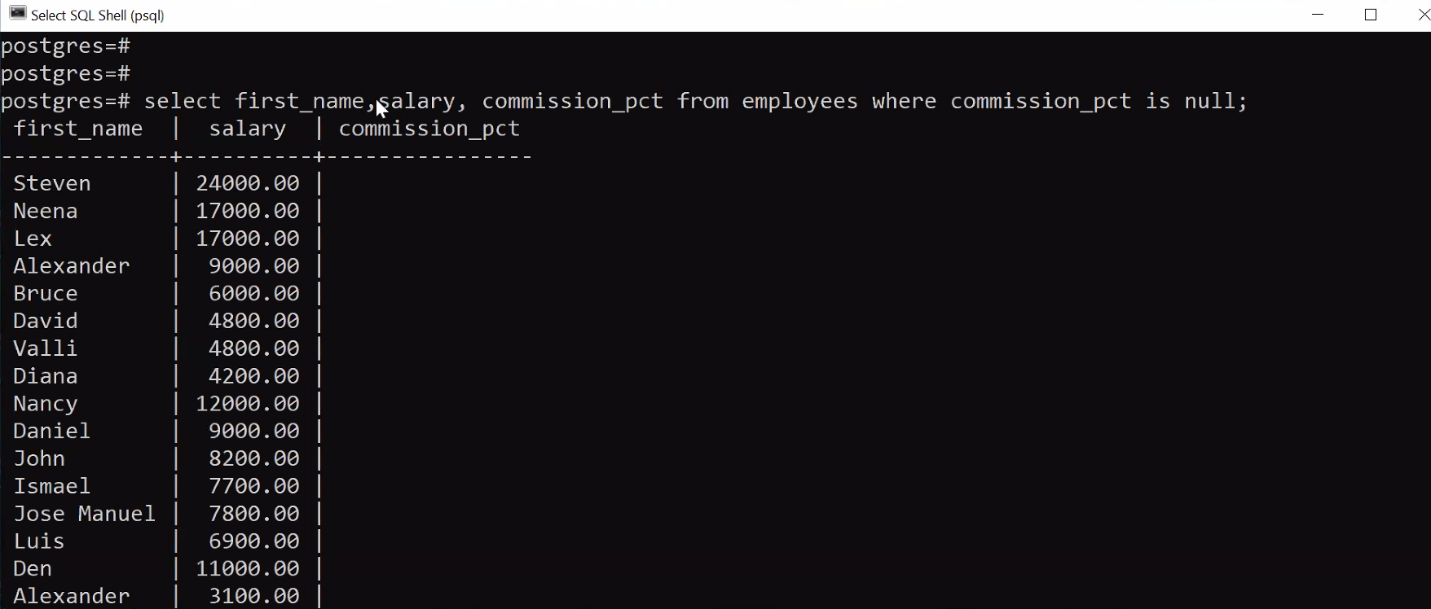 Select SQL Shell (psql)
postgres=#
postgres=#
postgres=# select first_name,salary, commission_pct from employees where commission_pct is null;
first_name | salary | commission_pct
-------------+----------+----------------
Steven | 24000.00 |
Neena | 17000.00 |
Lex | 17000.00 |
Alexander | 9000.00 |
Bruce | 6000.00 |
David | 4800.00 |
Valli | 4800.00 |
Diana | 4200.00 |
Nancy | 12000.00 |
Daniel | 9000.00 |
John | 8200.00 |
Ismael | 7700.00 |
Jose Manuel | 7800.00 |
Luis | 6900.00 |
Den | 11000.00 |
Alexander | 3100.00 |